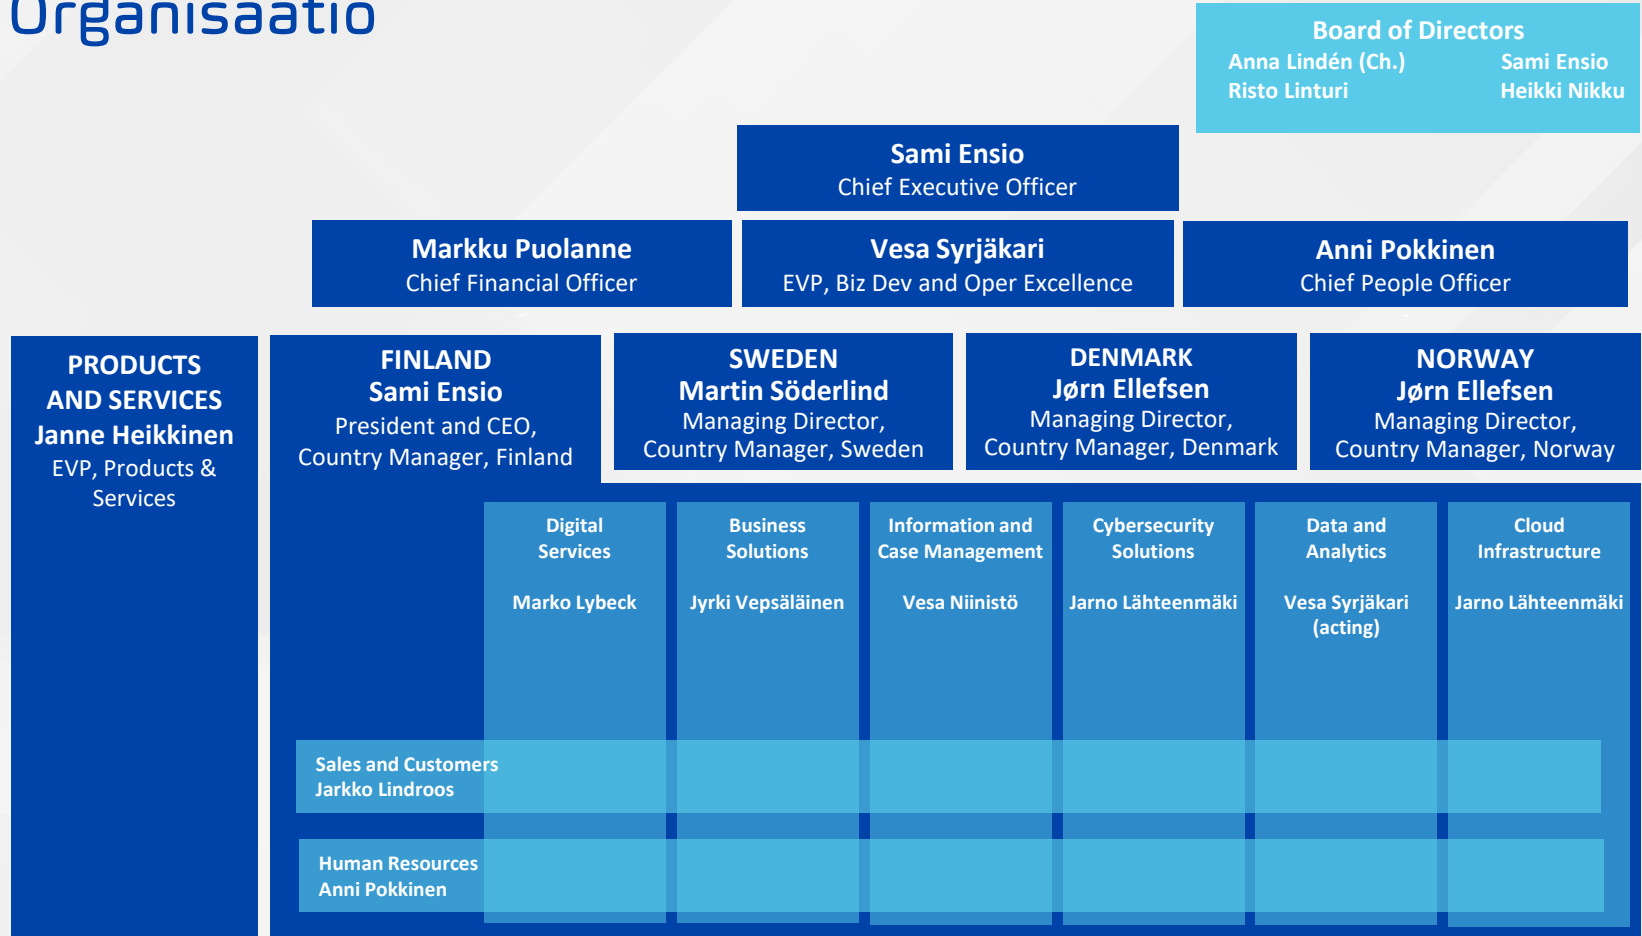 Organisaatio
Board of Directors
Anna Lindén (Ch.) Sami Ensio
Risto Linturi Heikki Nikku
Sami Ensio
Chief Executive Officer
Markku Puolanne
Chief Financial Officer
Vesa Syrjäkari
EVP, Biz Dev and Oper Excellence
Anni Pokkinen
Chief People Officer
PRODUCTS
AND SERVICES
Janne Heikkinen
EVP, Products &
Services
FINLAND
Sami Ensio
President and CEO,
Country Manager, Finland
SWEDEN
Martin Söderlind
Managing Director,
Country Manager, Sweden
DENMARK
Jørn Ellefsen
Managing Director,
Country Manager, Denmark
NORWAY
Jørn Ellefsen
Managing Director,
Country Manager, Norway
Digital
Services
Marko Lybeck
Business
Solutions
Jyrki Vepsäläinen
Information and
Case Management
Vesa Niinistö
Cybersecurity
Solutions
Jarno Lähteenmäki
Data and
Analytics
Vesa Syrjäkari
(acting)
Cloud
Infrastructure
Jarno Lähteenmäki
Sales and Customers
Jarkko Lindroos
Human Resources
Anni Pokkinen